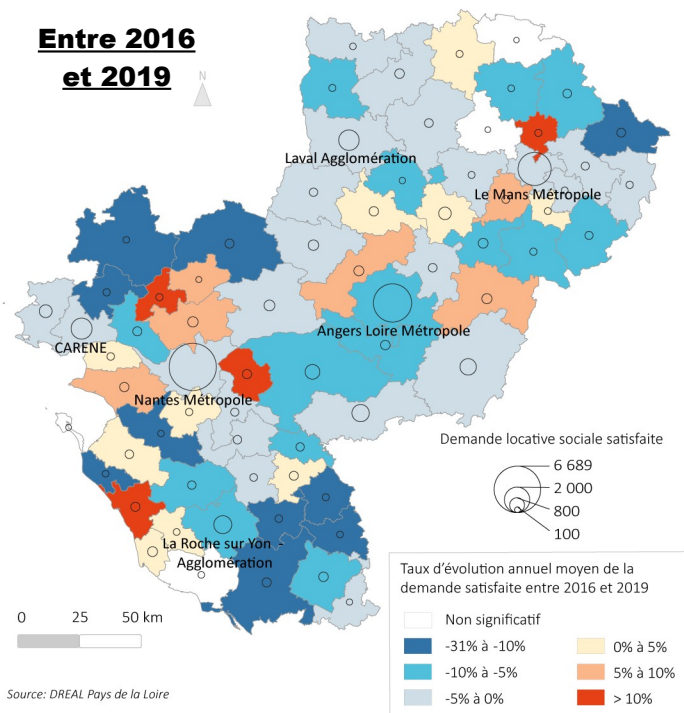 Entre 2016
et 2019
N
Laval Agglomération
Le Mans Métropole
Angers Loire Métropole
CARENE
Nantes Métropole
La Roche sur Yon -
Agglomération
Demande locative sociale satisfaite
6 689
2 000
800
100
Taux d'évolution annuel moyen de la
demande satisfaite entre 2016 et 2019
Non significatif
-31% à -10%
0% à 5%
-10% à -5%
5% à 10%
-5% à 0%
> 10%
0 25 50 km
Source: DREAL Pays de la Loire